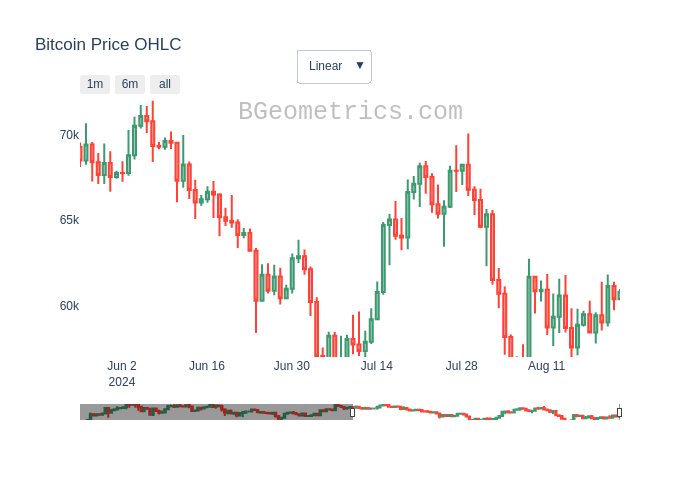 Bitcoin Price OHLC
Linear ▼
1m 6m all
BGeometrics.com
70k
65k
60k
Jun 2 Jun 16 Jun 30 Jul 14 Jul 28 Aug 11
2024